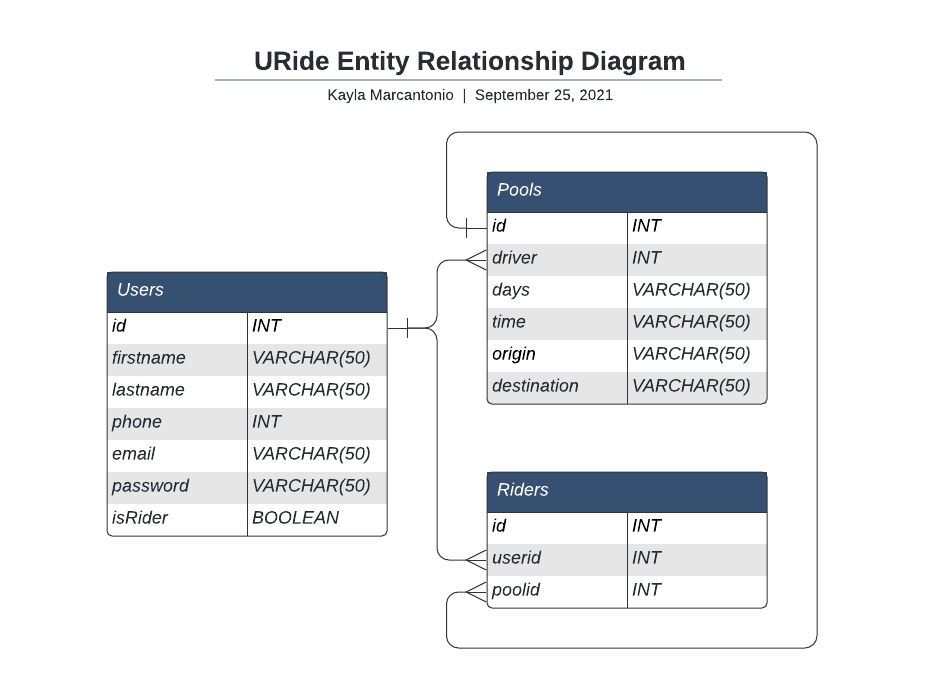 URide Entity Relationship Diagram
Kayla Marcantonio | September 25, 2021
Users
id INT
firstname VARCHAR(50)
lastname VARCHAR(50)
phone INT
email VARCHAR(50)
password VARCHAR(50)
isRider BOOLEAN
Pools
id INT
driver INT
days VARCHAR(50)
time VARCHAR(50)
origin VARCHAR(50)
destination VARCHAR(50)
Riders
id INT
userid INT
poolid INT